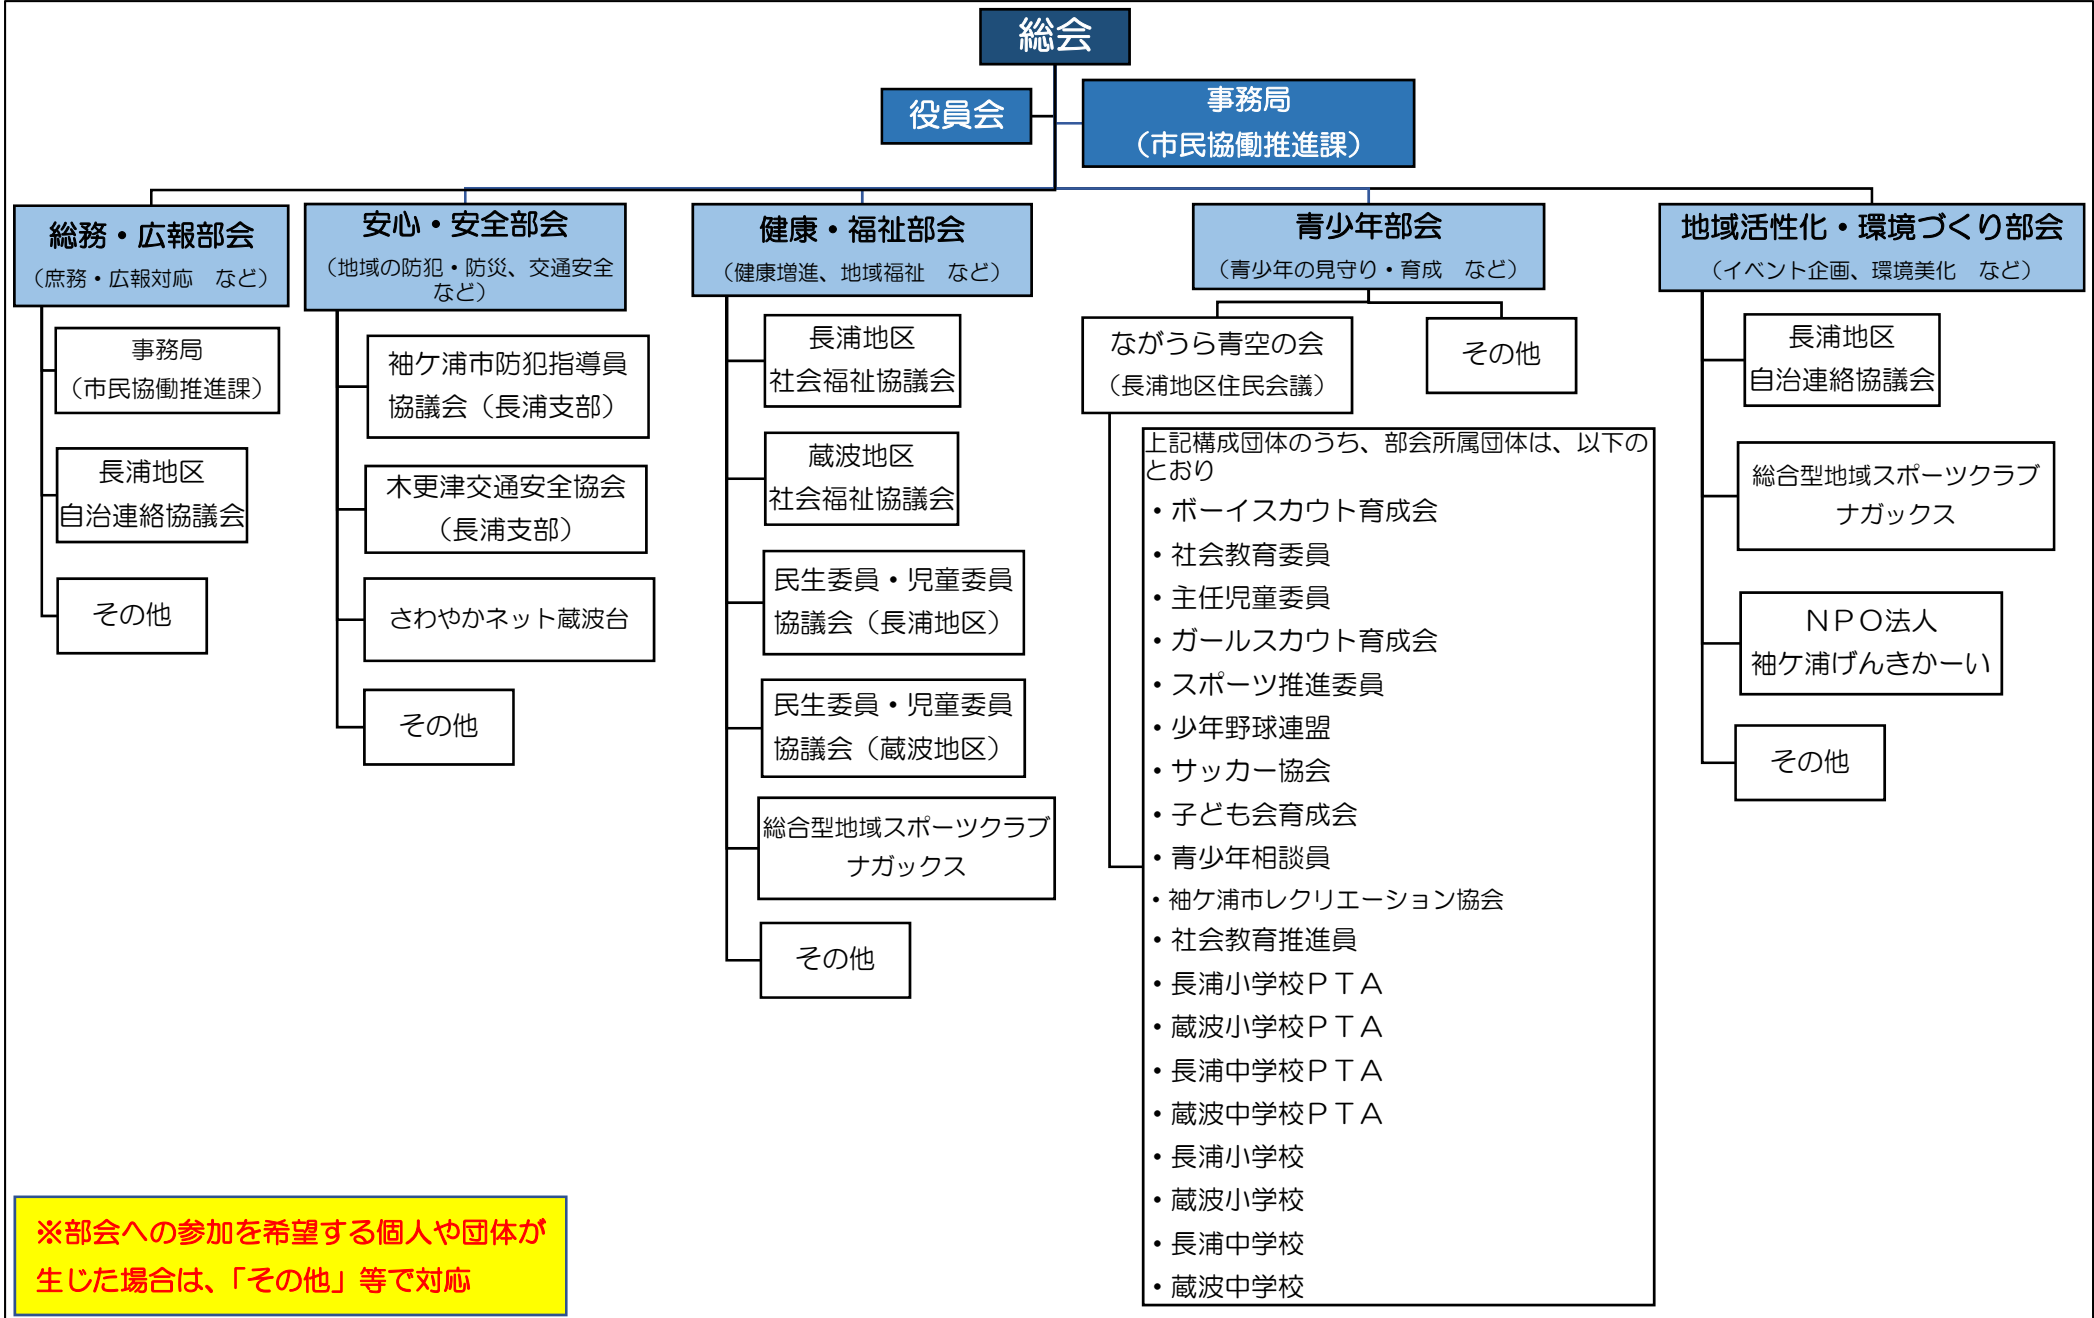 総会
役員会
事務局
（市民協働推進課）
総務・広報部会
（庶務・広報対応　など）
事務局
（市民協働推進課）
長浦地区
自治連絡協議会
その他
安心・安全部会
（地域の防犯・防災、交通安全
など）
袖ケ浦市防犯指導員
協議会（長浦支部）
木更津交通安全協会
（長浦支部）
さわやかネット蔵波台
その他
健康・福祉部会
（健康増進、地域福祉　など）
長浦地区
社会福祉協議会
蔵波地区
社会福祉協議会
民生委員・児童委員
協議会（長浦地区）
民生委員・児童委員
協議会（蔵波地区）
総合型地域スポーツクラブ
ナガックス
その他
青少年部会
（青少年の見守り・育成　など）
ながうら青空の会
（長浦地区住民会議）
その他
上記構成団体のうち、部会所属団体は、以下の
とおり
・ボーイスカウト育成会
・社会教育委員
・主任児童委員
・ガールスカウト育成会
・スポーツ推進委員
・少年野球連盟
・サッカー協会
・子ども会育成会
・青少年相談員
・袖ケ浦市レクリエーション協会
・社会教育推進員
・長浦小学校ＰＴＡ
・蔵波小学校ＰＴＡ
・長浦中学校ＰＴＡ
・蔵波中学校ＰＴＡ
・長浦小学校
・蔵波小学校
・長浦中学校
・蔵波中学校
地域活性化・環境づくり部会
（イベント企画、環境美化　など）
長浦地区
自治連絡協議会
総合型地域スポーツクラブ
ナガックス
ＮＰＯ法人
袖ケ浦げんきかーい
その他
※部会への参加を希望する個人や団体が
生じた場合は、「その他」等で対応